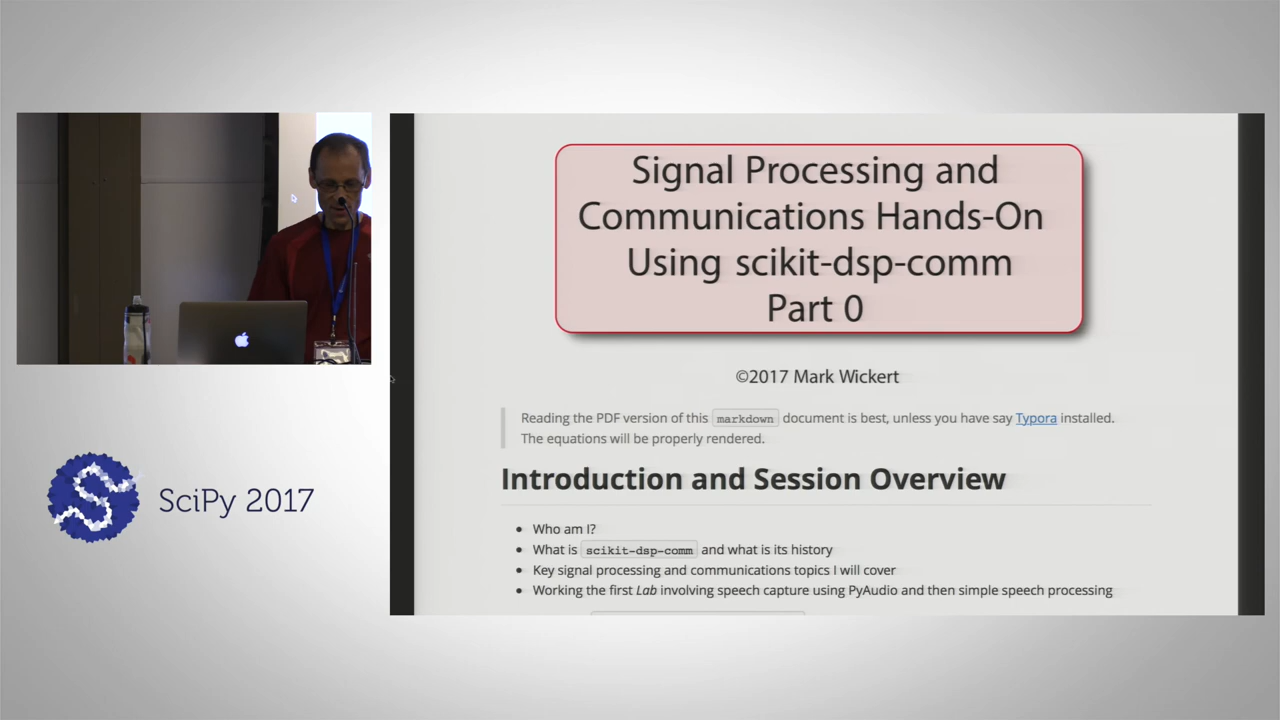 Signal Processing and
Communications Hands-On
Using scikit-dsp-comm
Part 0
©2017 Mark Wickert
Reading the PDF version of this markdown document is best, unless you have say Typora installed.
The equations will be properly rendered.
Introduction and Session Overview
Who am I?
What is scikit-dsp-comm and what is its history
Key signal processing and communications topics I will cover
Working the first Lab involving speech capture using PyAudio and then simple speech processing
SciPy 2017